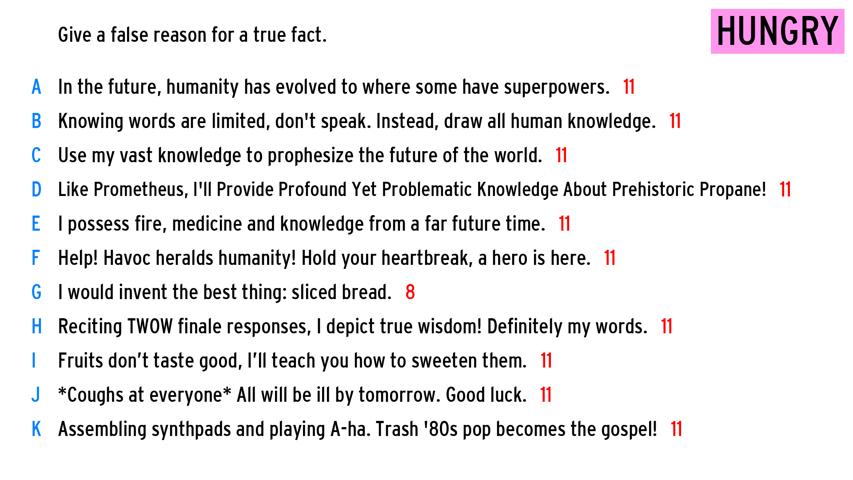 Give a false reason for a true fact.
HUNGRY
A In the future, humanity has evolved to where some have superpowers. 11
B Knowing words are limited, don't speak. Instead, draw all human knowledge. 11
C Use my vast knowledge to prophesize the future of the world. 11
D Like Prometheus, I'll Provide Profound Yet Problematic Knowledge About Prehistoric Propane! 11
E I possess fire, medicine and knowledge from a far future time. 11
F Help! Havoc heralds humanity! Hold your heartbreak, a hero is here. 11
G I would invent the best thing: sliced bread. 8
H Reciting TWOW finale responses, I depict true wisdom! Definitely my words. 11
I Fruits don’t taste good, I’ll teach you how to sweeten them. 11
J *Coughs at everyone* All will be ill by tomorrow. Good luck. 11
K Assembling synthpads and playing A-ha. Trash '80s pop becomes the gospel! 11